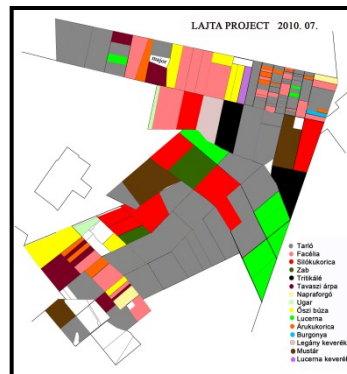 LAJTA PROJECT 2010. 07.
major
Tarló
Facélia
Silókukorica
Zab
Tritikálé
Tavaszi árpa
Napraforgó
Ugar
Őszi búza
Lucerna
Árukukorica
Burgonya
Legány keverék
Mustár
Lucerna keverék